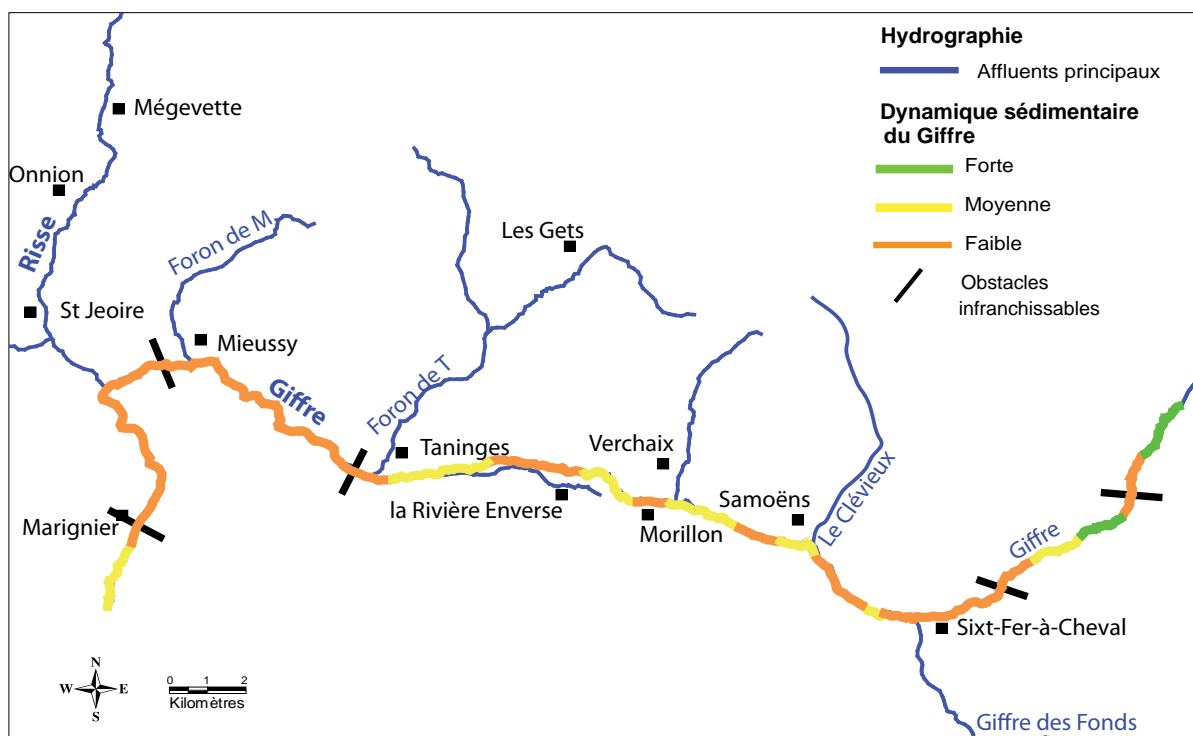 Hydrographie
Affluents principaux
Dynamique sédimentaire
du Giffre
Forte
Moyenne
Faible
Obstacles
infranchissables
Mégevette
Onnion
Risse
Foron de M
Les Gets
St Jeoire
Mieussy
Giffre
Foron de T
Taninges
Verchaix
la Rivière Enverse
Samoëns
Le Clévieux
Morillon
Marignier
Giffre
Sixt-Fer-à-Cheval
Giffre des Fonds
N
W E
S
0 1 2
Kilomètres